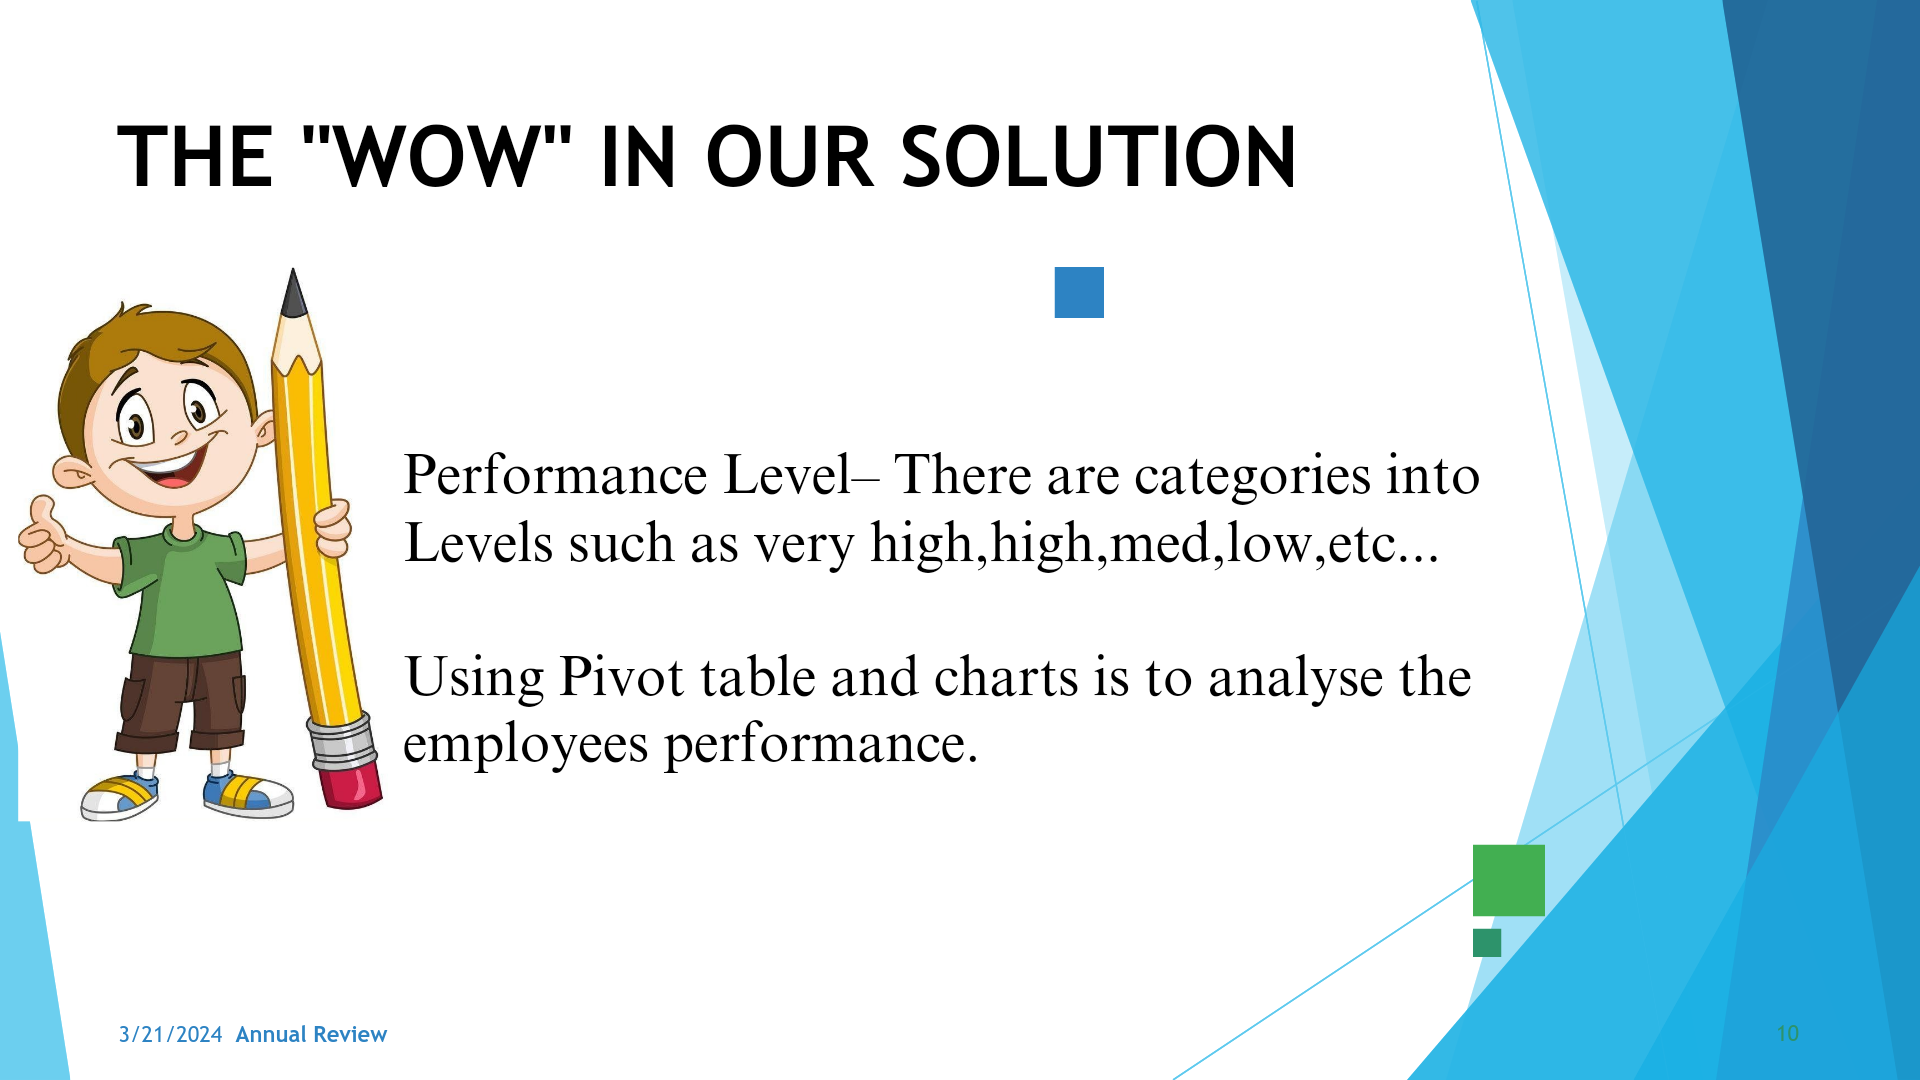 THE "WOW" IN OUR SOLUTION
Performance Level– There are categories into
Levels such as very high,high,med,low,etc...
Using Pivot table and charts is to analyse the
employees performance.
3/21/2024 Annual Review
10